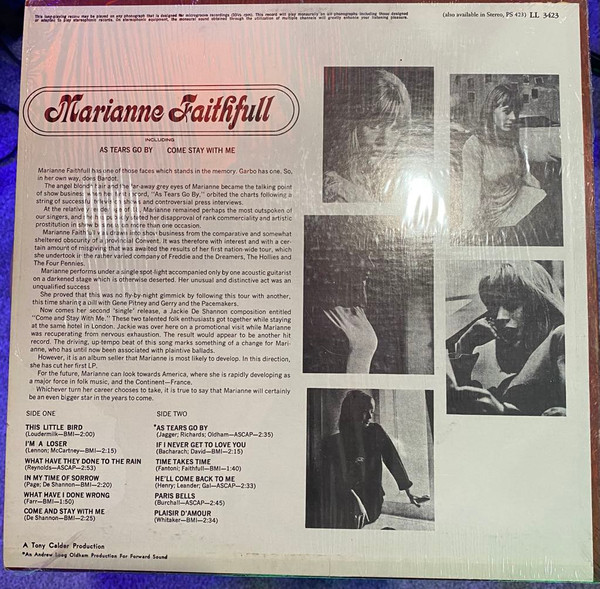 This long-playing record may be played on any phonograph that is designed for microgroove recordings (33⅓ rpm). This record will play monaurally on all phonographs including those designed
or adapted to play stereophonic records. On stereophonic equipment, the monaural sound obtained through the utilization of multiple channels will greatly enhance your listening pleasure.
(also available in Stereo, PS 423) LL 3423
Marianne Faithfull
INCLUDING
AS TEARS GO BY COME STAY WITH ME
Marianne Faithfull has one of those faces which stands in the memory. Garbo has one. So,
in her own way, does Bardot.
The angel blond hair and the far-away grey eyes of Marianne became the talking point
of show business when record, "As Tears Go By," orbited the charts following a
string of and controversial press interviews.
At the relative Marianne remained perhaps the most outspoken of
our singers, and stated her disapproval of rank commerciality and artistic
prostitution in show on more than one occasion.
Marianne drawn into show business from the comparative and somewhat
sheltered obscurity of a Provincial Convent. It was therefore with interest and with a cer-
tain amount of misgiving that was awaited the results of her first nation-wide tour, which
she undertook in the rather varied company of Freddie and the Dreamers, The Hollies and
The Four Pennies.
Marianne performs under a single spot-light accompanied only by one acoustic guitarist
on a darkened stage which is otherwise deserted. Her unusual and distinctive act was an
unqualified success
She proved that this was no fly-by-night gimmick by following this tour with another,
this time sharing a bill with Gene Pitney and Gerry and the Pacemakers.
Now comes her second "single" release, a Jackie De Shannon composition entitled
"Come and Stay With Me." These two talented folk enthusiasts got together while staying
at the same hotel in London. Jackie was over here on a promotional visit while Marianne
was recuperating from nervous exhaustion. The result would appear to be another hit
record. The driving, up-tempo beat of this song marks something of a change for Mari-
anne, who has until now been associated with plaintive ballads.
However, it is an album seller that Marianne is most likely to develop. In this direction,
she has cut her first LP.
For the future, Marianne can look towards America, where she is rapidly developing as
a major force in folk music, and the Continent—France.
Whichever turn her career chooses to take, it is true to say that Marianne will certainly
be an even bigger star in the years to come.
SIDE ONE
THIS LITTLE BIRD
(Loudermilk—BMI—2:00)
I'M A LOSER
(Lennon; McCartney—BMI—2:15)
WHAT HAVE THEY DONE TO THE RAIN
(Reynolds—ASCAP—2:53)
IN MY TIME OF SORROW
(Page; De Shannon—BMI—2:20)
WHAT HAVE I DONE WRONG
(Farr—BMI—1:50)
COME AND STAY WITH ME
(De Shannon—BMI—2:25)
SIDE TWO
*AS TEARS GO BY
(Jagger; Richards; Oldham—ASCAP—2:35)
IF I NEVER GET TO LOVE YOU
(Bacharach; David—BMI—2:15)
TIME TAKES TIME
(Fantoni; Faithfull—BMI—1:40)
HE'LL COME BACK TO ME
(Henry; Leander; Gal—ASCAP—2:33)
PARIS BELLS
(Burchall—ASCAP—2:45)
PLAISIR D'AMOUR
(Whitaker—BMI—2:34)
A Tony Calder Production
*An Andrew Loog Oldham Production For Forward Sound